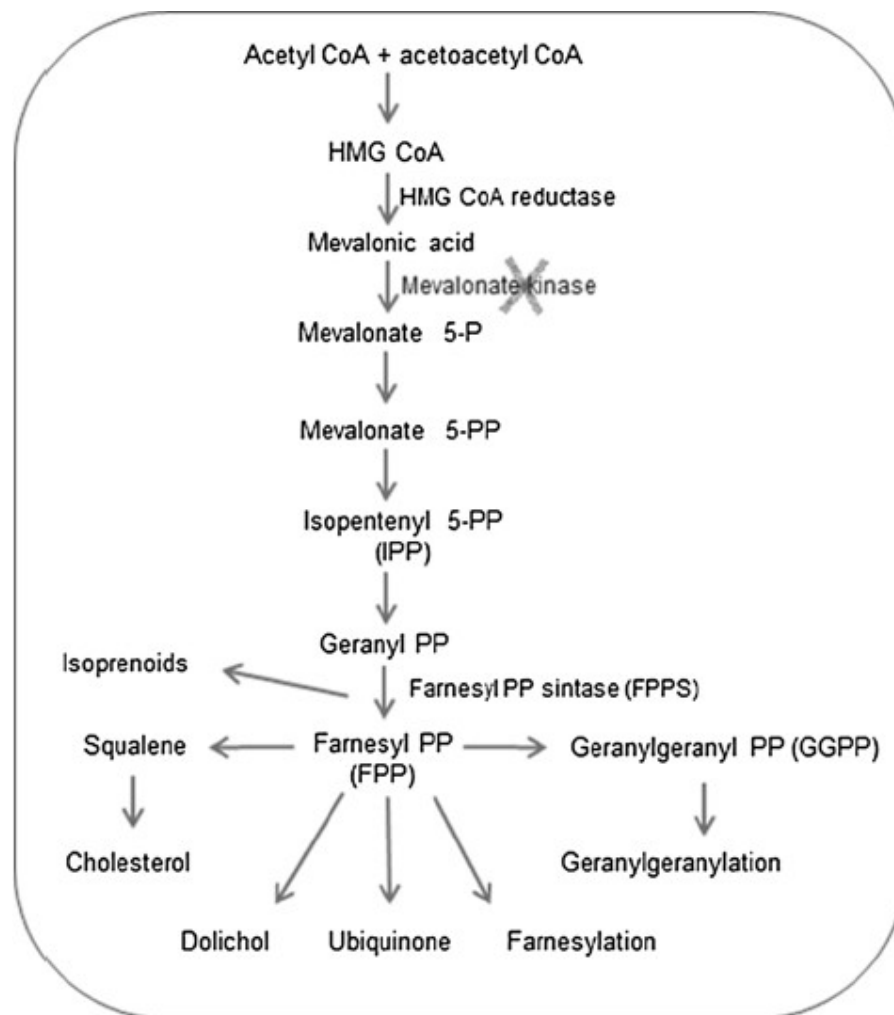 Acetyl CoA + acetoacetyl CoA
HMG CoA
HMG CoA reductase
Mevalonic acid
Mevalonate kinase
Mevalonate 5-P
Mevalonate 5-PP
Isopentenyl 5-PP
(IPP)
Geranyl PP
Isoprenoids
Farnesyl PP sintase (FPPS)
Squalene
Farnesyl PP
(FPP)
Geranylgeranyl PP (GGPP)
Cholesterol
Geranylgeranylation
Dolichol
Ubiquinone
Farnesylation